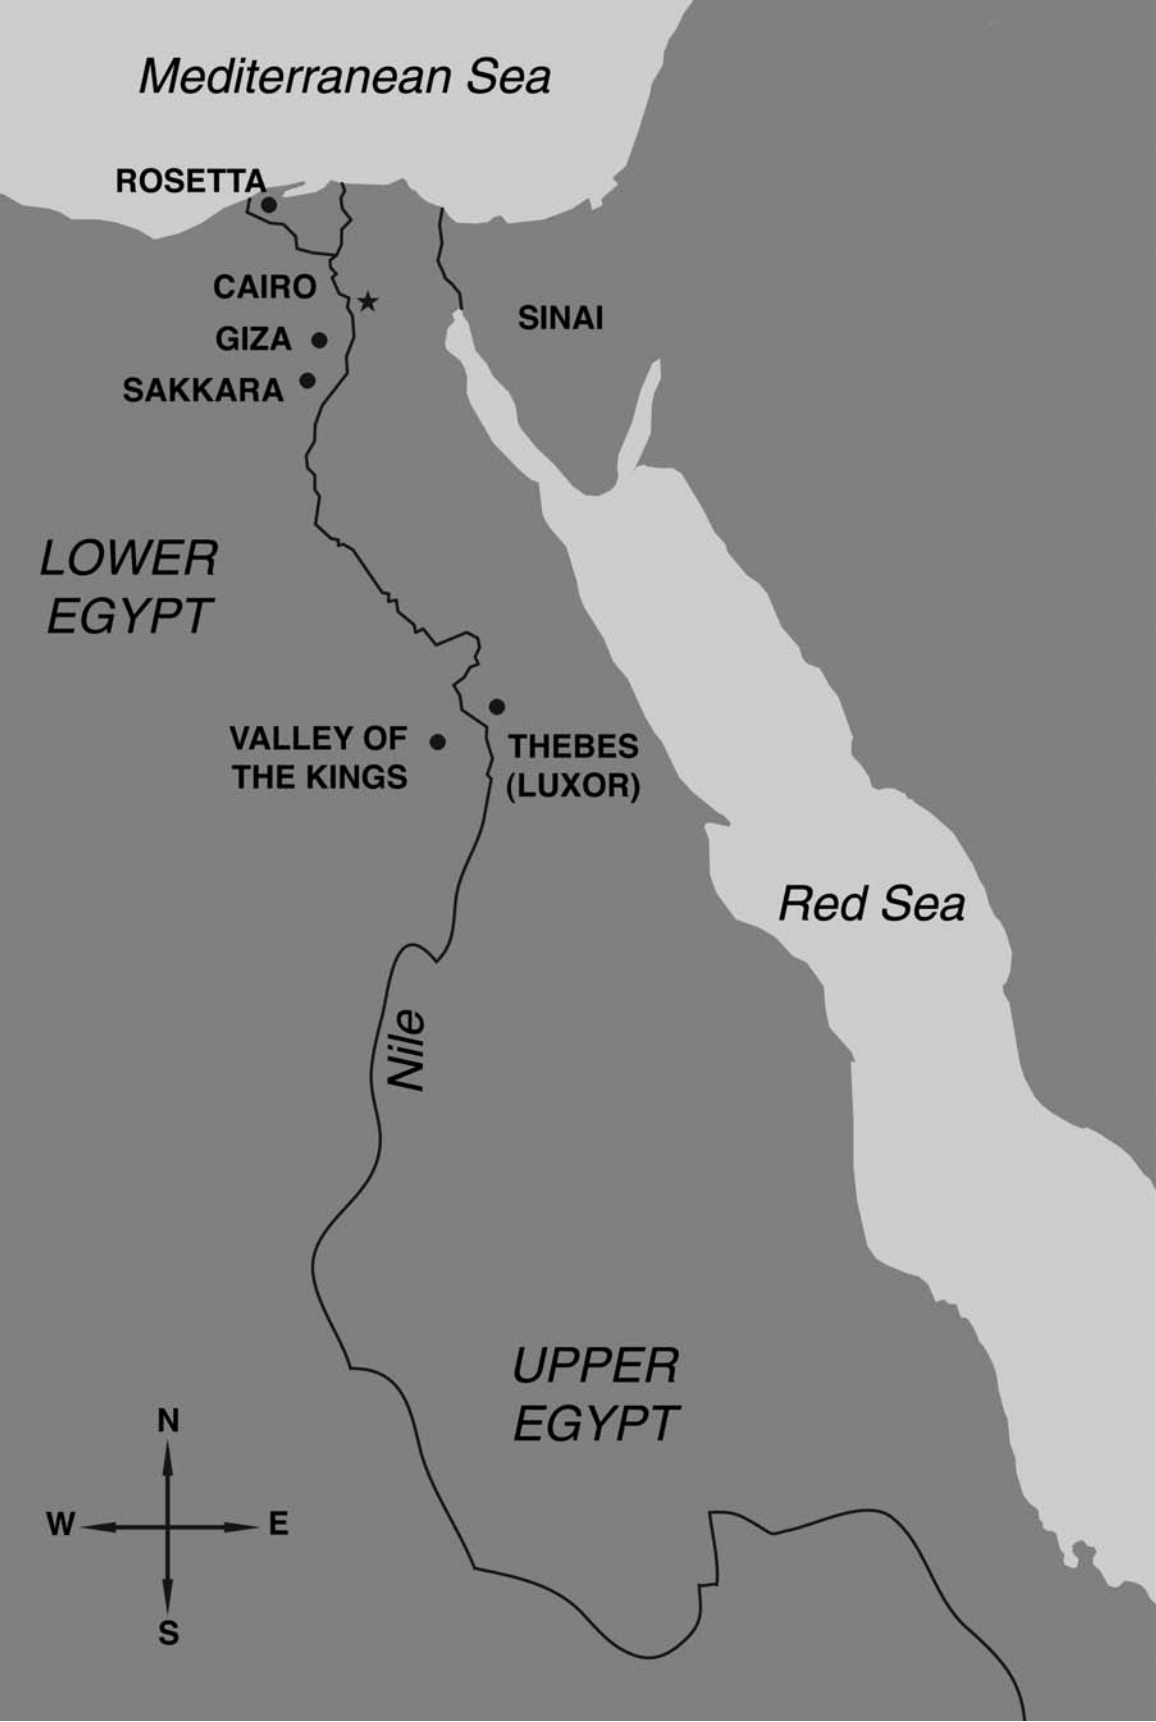 Mediterranean Sea
ROSETTA
CAIRO
GIZA
SINAI
SAKKARA
LOWER
EGYPT
VALLEY OF
THE KINGS
THEBES
(LUXOR)
Red Sea
Nile
UPPER
EGYPT
N
W E
S